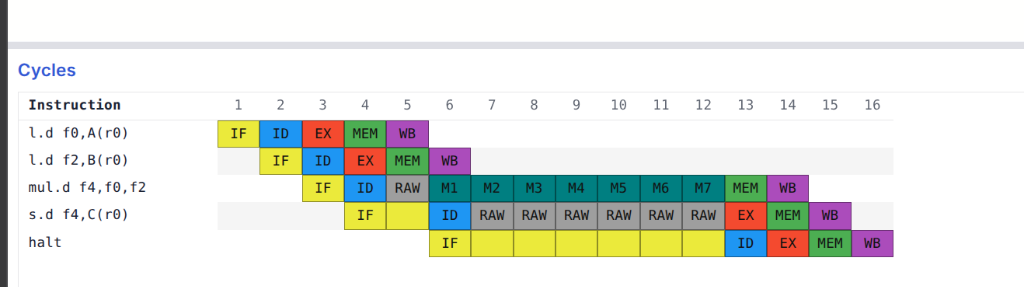 Cycles
Instruction 1 2 3 4 5 6 7 8 9 10 11 12 13 14 15 16
l.d f0,A(r0) IF ID EX MEM WB
l.d f2,B(r0) IF ID EX MEM WB
mul.d f4,f0,f2 IF ID RAW M1 M2 M3 M4 M5 M6 M7 MEM WB
s.d f4,C(r0) IF ID RAW RAW RAW RAW RAW RAW EX MEM WB
halt IF ID EX MEM WB